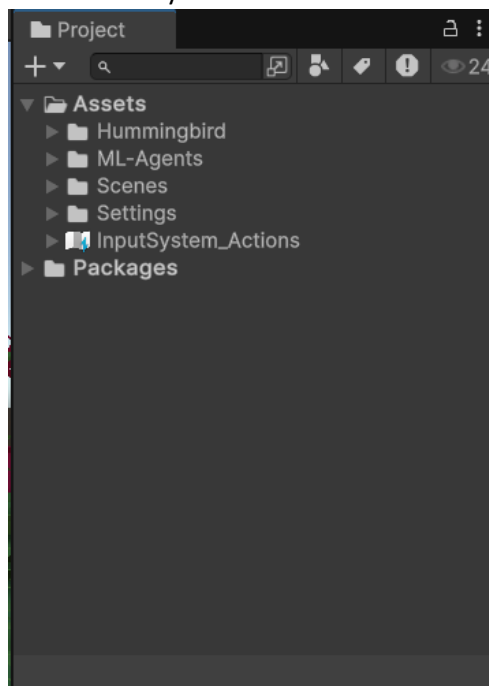 Project
24
Assets
Hummingbird
ML-Agents
Scenes
Settings
InputSystem_Actions
Packages